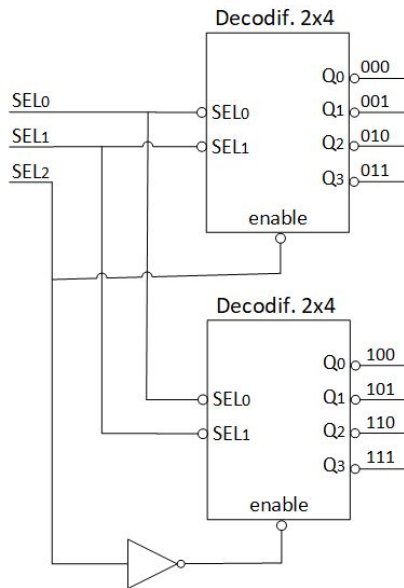 Decodif. 2x4
SEL0
SEL1
SEL2
SEL0
SEL1
Q0 000
Q1 001
Q2 010
Q3 011
enable
Decodif. 2x4
SEL0
SEL1
Q0 100
Q1 101
Q2 110
Q3 111
enable